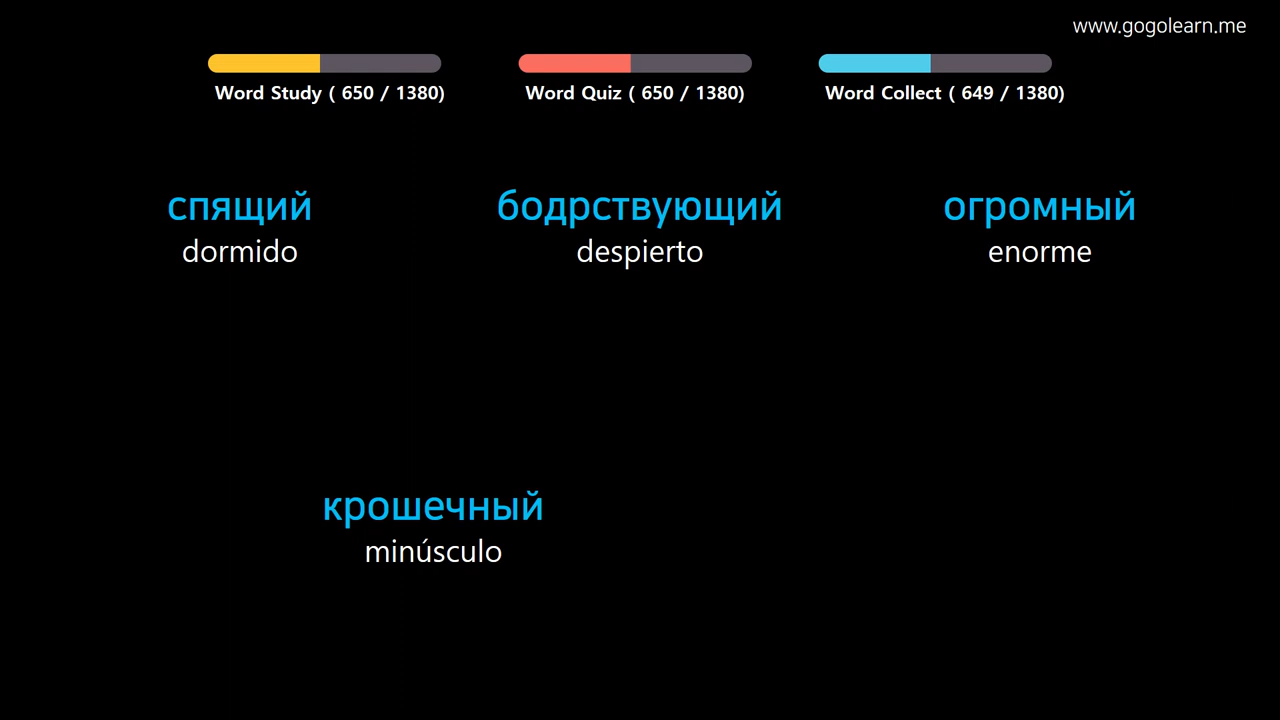 www.gogolearn.me
Word Study ( 650 / 1380)
Word Quiz ( 650 / 1380)
Word Collect ( 649 / 1380)
спящий
dormido
бодрствующий
despierto
огромный
enorme
крошечный
minúsculo